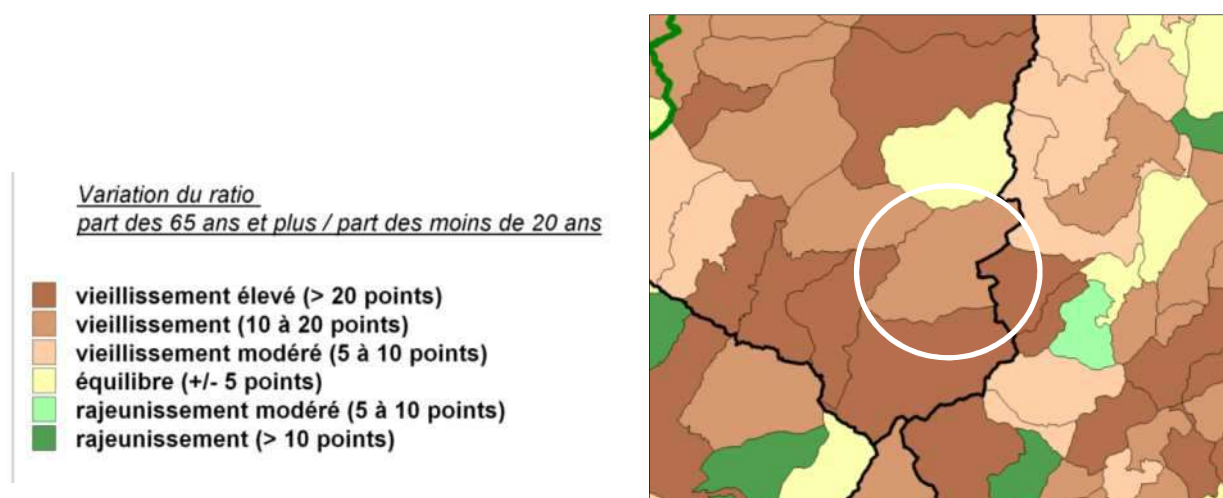 Variation du ratio
part des 65 ans et plus / part des moins de 20 ans
vieillissement élevé (> 20 points)
vieillissement (10 à 20 points)
vieillissement modéré (5 à 10 points)
équilibre (+/- 5 points)
rajeunissement modéré (5 à 10 points)
rajeunissement (> 10 points)